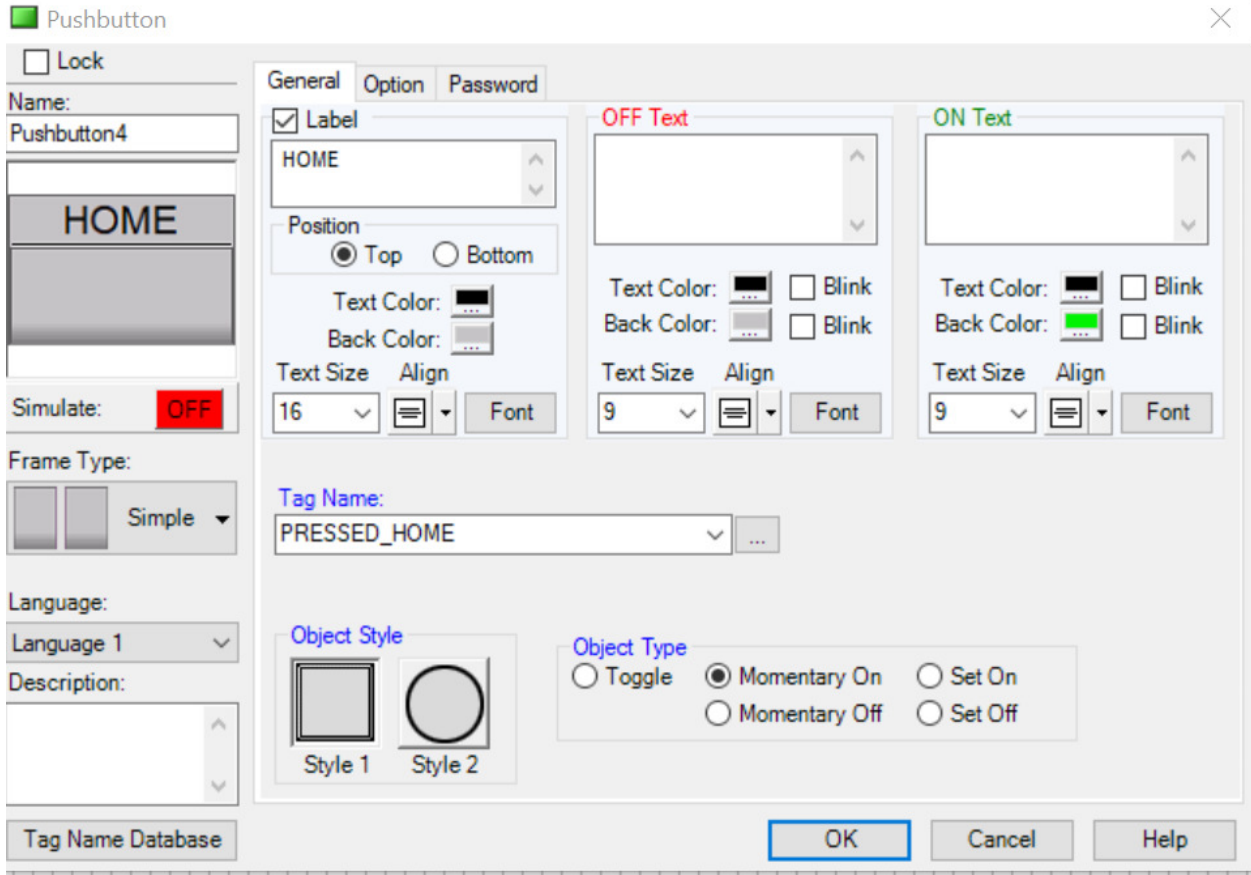 Pushbutton
Lock
Name:
Pushbutton4
HOME
Simulate: OFF
Frame Type:
Simple
Language:
Language 1
Description:
Tag Name Database
General Option Password
Label
HOME
Position
Top Bottom
Text Color: ...
Back Color: ...
Text Size Align
16 Font
OFF Text
Text Color: ... Blink
Back Color: ... Blink
Text Size Align
9 Font
ON Text
Text Color: ... Blink
Back Color: ... Blink
Text Size Align
9 Font
Tag Name:
PRESSED_HOME ...
Object Style
Style 1 Style 2
Object Type
Toggle Momentary On Set On
Momentary Off Set Off
OK Cancel Help